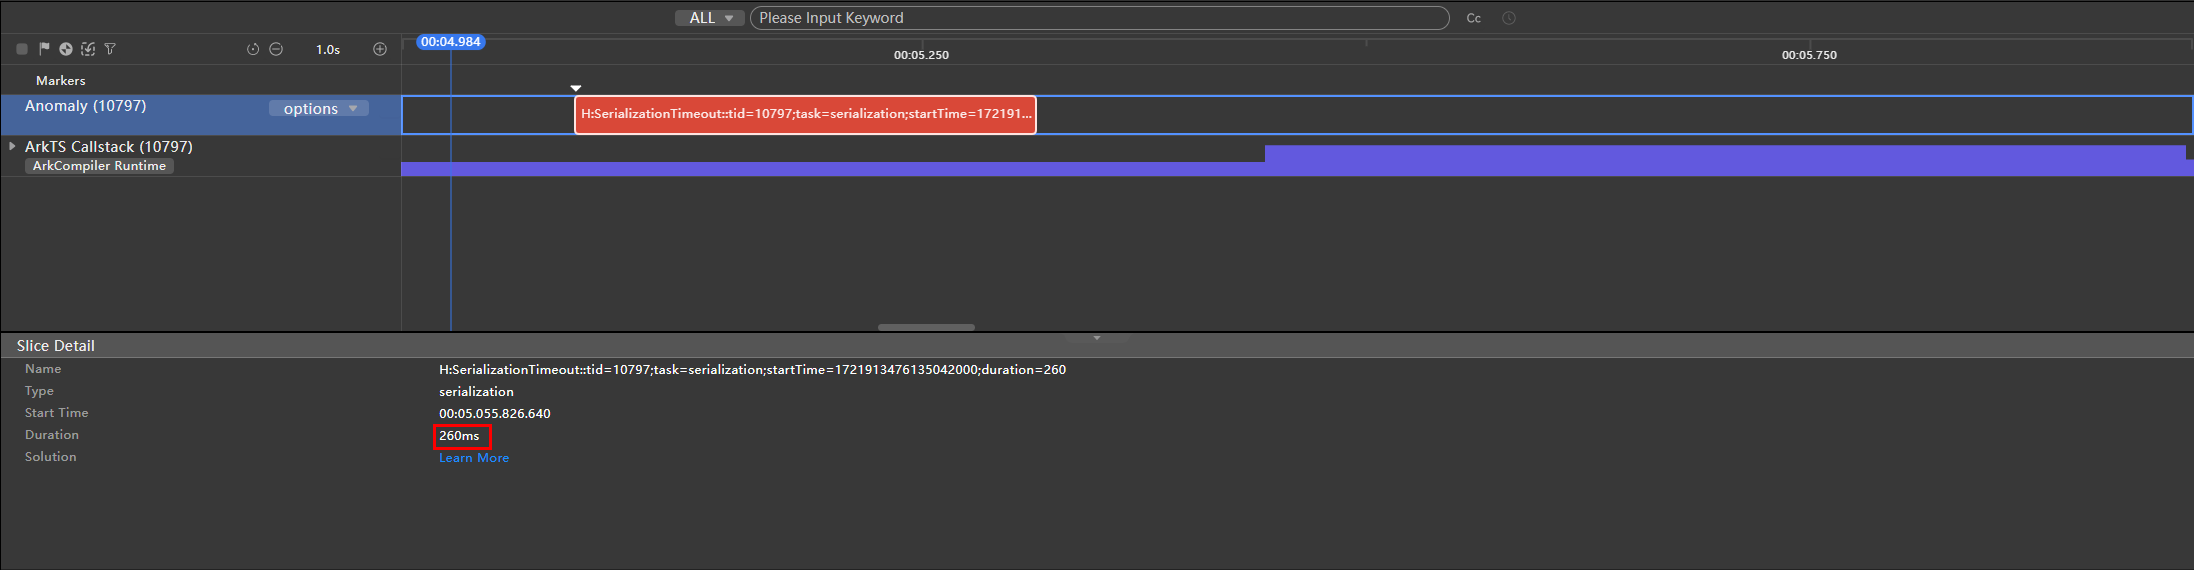 ALL Please Input Keyword Cc
1.0s 00:04.984 00:05.250 00:05.750
Markers
Anomaly (10797) options H:SerializationTimeout::tid=10797;task=serialization;startTime=172191...
ArkTS Callstack (10797)
ArkCompiler Runtime
Slice Detail
Name H:SerializationTimeout::tid=10797;task=serialization;startTime=1721913476135042000;duration=260
Type serialization
Start Time 00:05.055.826.640
Duration 260ms
Solution Learn More